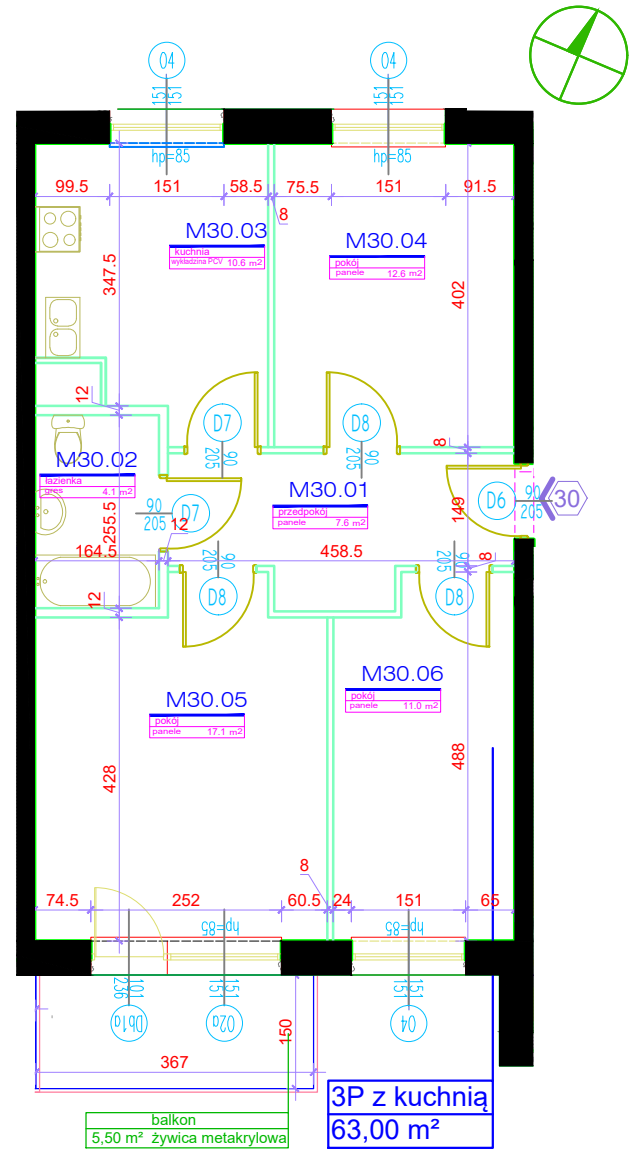 04
04
151
151
151
151
hp=85
hp=85
99.5
151
58.5
75.5
151
91.5
8
M30.03
kuchnia
wykładzina PCV 10.6 m2
M30.04
pokój
panele 12.6 m2
347.5
402
12
D7
90
205
D8
90
205
8
M30.02
łazienka
gres 4.1 m2
90
205
D7
12
M30.01
przedpokój
panele 7.6 m2
149
D6
90
205
30
255.5
164.5
458.5
8
12
90
205
D8
90
205
D8
M30.05
pokój
panele 17.1 m2
M30.06
pokój
panele 11.0 m2
428
488
8
74.5
252
60.5
24
151
65
hp=85
hp=85
101
236
151
151
151
151
Db1a
02a
04
150
367
balkon
5,50 m² żywica metakrylowa
3P z kuchnią
63,00 m²